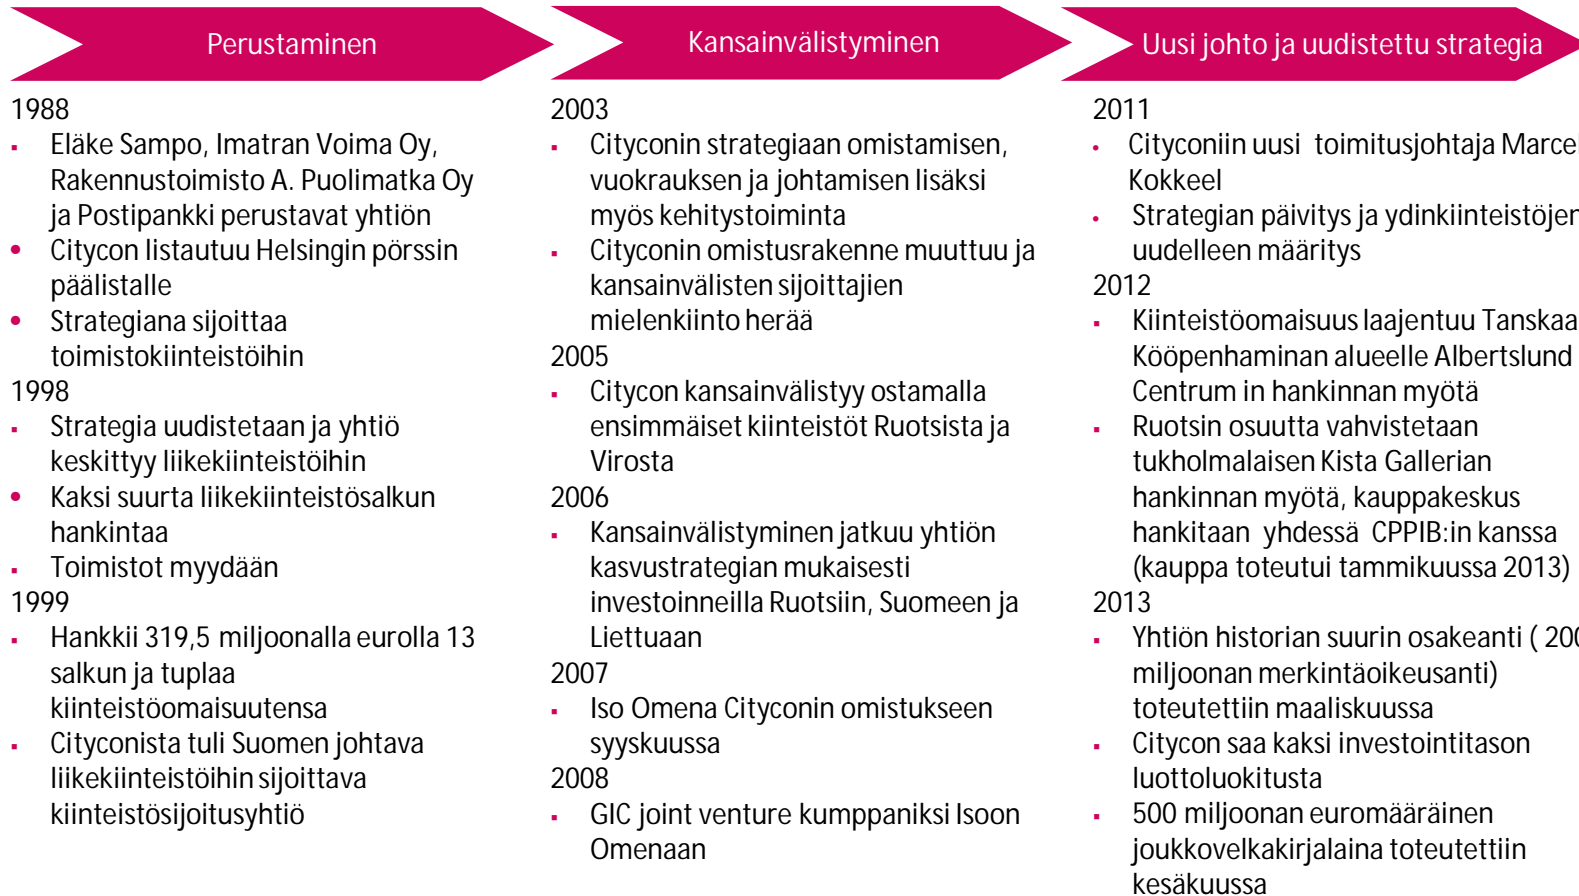 Perustaminen
1988
▪ Eläke Sampo, Imatran Voima Oy,
Rakennustoimisto A. Puolimatka Oy
ja Postipankki perustavat yhtiön
• Citycon listautuu Helsingin pörssin
päälistalle
• Strategiana sijoittaa
toimistokiinteistöihin
1998
▪ Strategia uudistetaan ja yhtiö
keskittyy liikekiinteistöihin
• Kaksi suurta liikekiinteistösalkun
hankintaa
▪ Toimistot myydään
1999
▪ Hankkii 319,5 miljoonalla eurolla 13
salkun ja tuplaa
kiinteistöomaisuutensa
▪ Cityconista tuli Suomen johtava
liikekiinteistöihin sijoittava
kiinteistösijoitusyhtiö
Kansainvälistyminen
2003
▪ Cityconin strategiaan omistamisen,
vuokrauksen ja johtamisen lisäksi
myös kehitystoiminta
▪ Cityconin omistusrakenne muuttuu ja
kansainvälisten sijoittajien
mielenkiinto herää
2005
▪ Citycon kansainvälistyy ostamalla
ensimmäiset kiinteistöt Ruotsista ja
Virosta
2006
▪ Kansainvälistyminen jatkuu yhtiön
kasvustrategian mukaisesti
investoinneilla Ruotsiin, Suomeen ja
Liettuaan
2007
▪ Iso Omena Cityconin omistukseen
syyskuussa
2008
▪ GIC joint venture kumppaniksi Isoon
Omenaan
Uusi johto ja uudistettu strategia
2011
• Cityconiin uusi toimitusjohtaja Marcel
Kokkeel
• Strategian päivitys ja ydinkiinteistöjen
uudelleen määritys
2012
▪ Kiinteistöomaisuus laajentuu Tanskaa
Kööpenhaminan alueelle Albertslund
Centrum in hankinnan myötä
▪ Ruotsin osuutta vahvistetaan
tukholmalaisen Kista Gallerian
hankinnan myötä, kauppakeskus
hankitaan yhdessä CPPIB:in kanssa
(kauppa toteutui tammikuussa 2013)
2013
▪ Yhtiön historian suurin osakeanti ( 200
miljoonan merkintäoikeusanti)
toteutettiin maaliskuussa
▪ Citycon saa kaksi investointitason
luottoluokitusta
▪ 500 miljoonan euromääräinen
joukkovelkakirjalaina toteutettiin
kesäkuussa